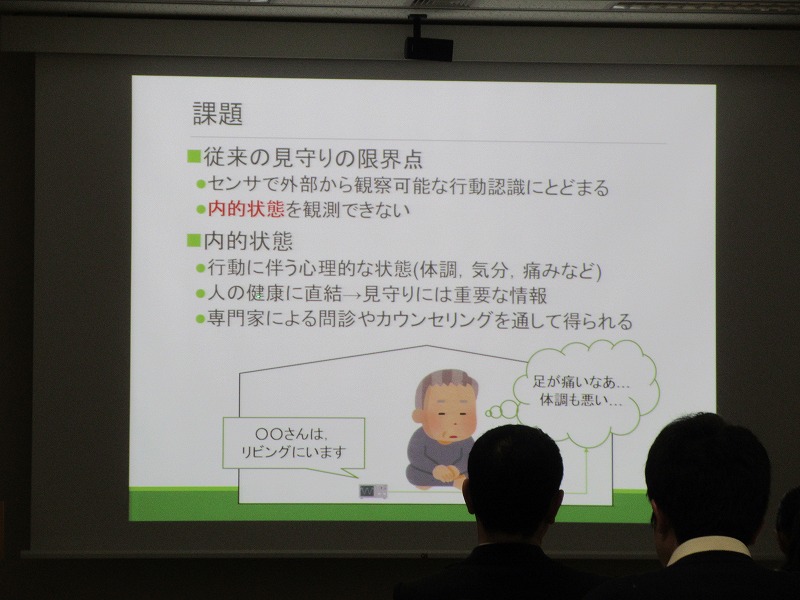 課題
■従来の見守りの限界点
●センサで外部から観察可能な行動認識にとどまる
●内的状態を観測できない
■内的状態
●行動に伴う心理的な状態(体調, 気分, 痛みなど)
●人の健康に直結→見守りには重要な情報
●専門家による問診やカウンセリングを通して得られる
足が痛いなあ…
体調も悪い…
〇〇さんは,
リビングにいます